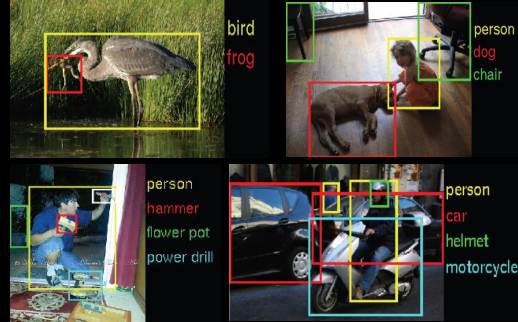 bird
frog
person
dog
chair
person
hammer
flower pot
power drill
person
car
helmet
motorcycle